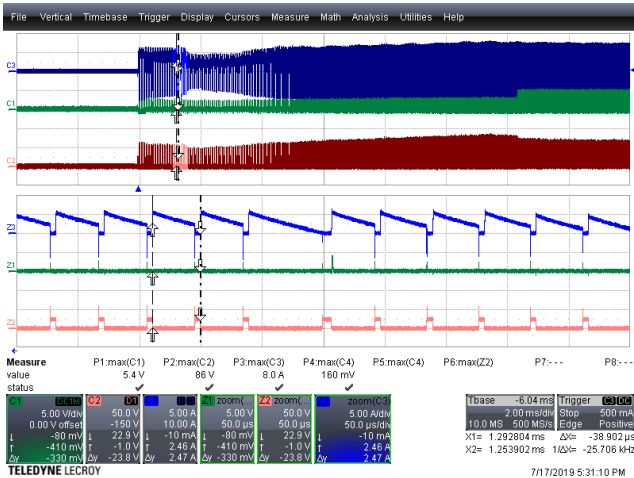 File Vertical Timebase Trigger Display Cursors Measure Math Analysis Utilities Help
C3
C1
C2
Z3
Z1
Z2
Measure P1:max(C1) P2:max(C2) P3:max(C3) P4:max(C4) P5:max(C4) P6:max(Z2) P7:- - - P8:- - -
value 5.4 V 86 V 8.0 A 160 mV
status
C1 DC1M C2 D1 Z1 zoom(... Z2 zoom(... zoom(C3) Tbase -6.04 ms Trigger C3 DC
5.00 V/div 50.0 V 5.00 A 5.00 V 50.0 V 5.00 A/div 2.00 ms/div Stop 500 mA
0.00 V offset -150 V 10.00 A 50.0 µs 50.0 µs 50.0 µs/div 10.0 MS 500 MS/s Edge Positive
↓ -80 mV ↓ 22.9 V ↓ -10 mA ↓ -80 mV ↓ 22.9 V ↓ -10 mA X1= 1.292804 ms ΔX= -38.902 µs
↑ -410 mV ↑ -1.0 V ↑ 2.46 A ↑ -410 mV ↑ -1.0 V ↑ 2.46 A X2= 1.253902 ms 1/ΔX= -25.706 kHz
Δy -330 mV Δy -23.8 V Δy 2.47 A Δy -330 mV Δy -23.8 V Δy 2.46 A
TELEDYNE LECROY 7/17/2019 5:31:10 PM